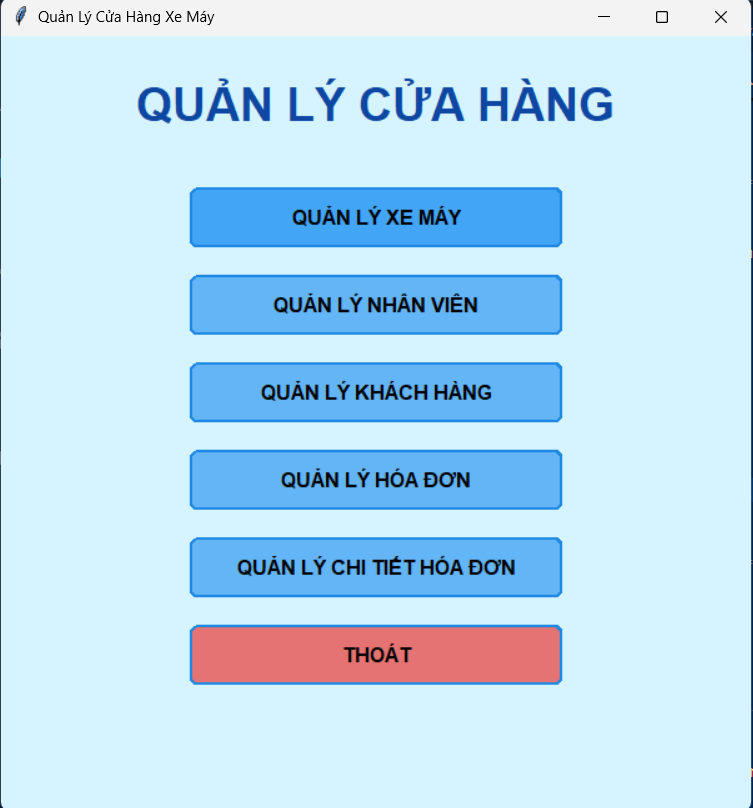 Quản Lý Cửa Hàng Xe Máy
QUẢN LÝ CỬA HÀNG
QUẢN LÝ XE MÁY
QUẢN LÝ NHÂN VIÊN
QUẢN LÝ KHÁCH HÀNG
QUẢN LÝ HÓA ĐƠN
QUẢN LÝ CHI TIẾT HÓA ĐƠN
THOÁT